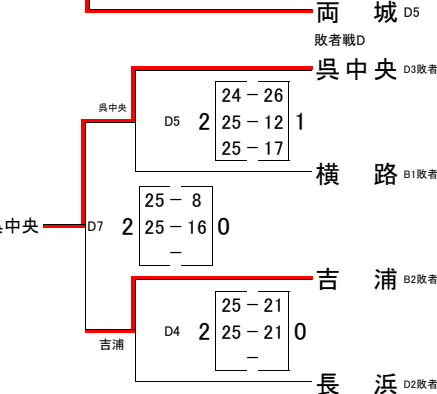 両 城 D5
敗者戦D
呉中央 D3敗者
呉中央
D5 2 24 － 26 1
25 － 12
25 － 17
横 路 B1敗者
呉中央 D7 2 25 － 8 0
25 － 16
－
吉 浦 B2敗者
吉浦
D4 2 25 － 21 0
25 － 21
－
長 浜 D2敗者